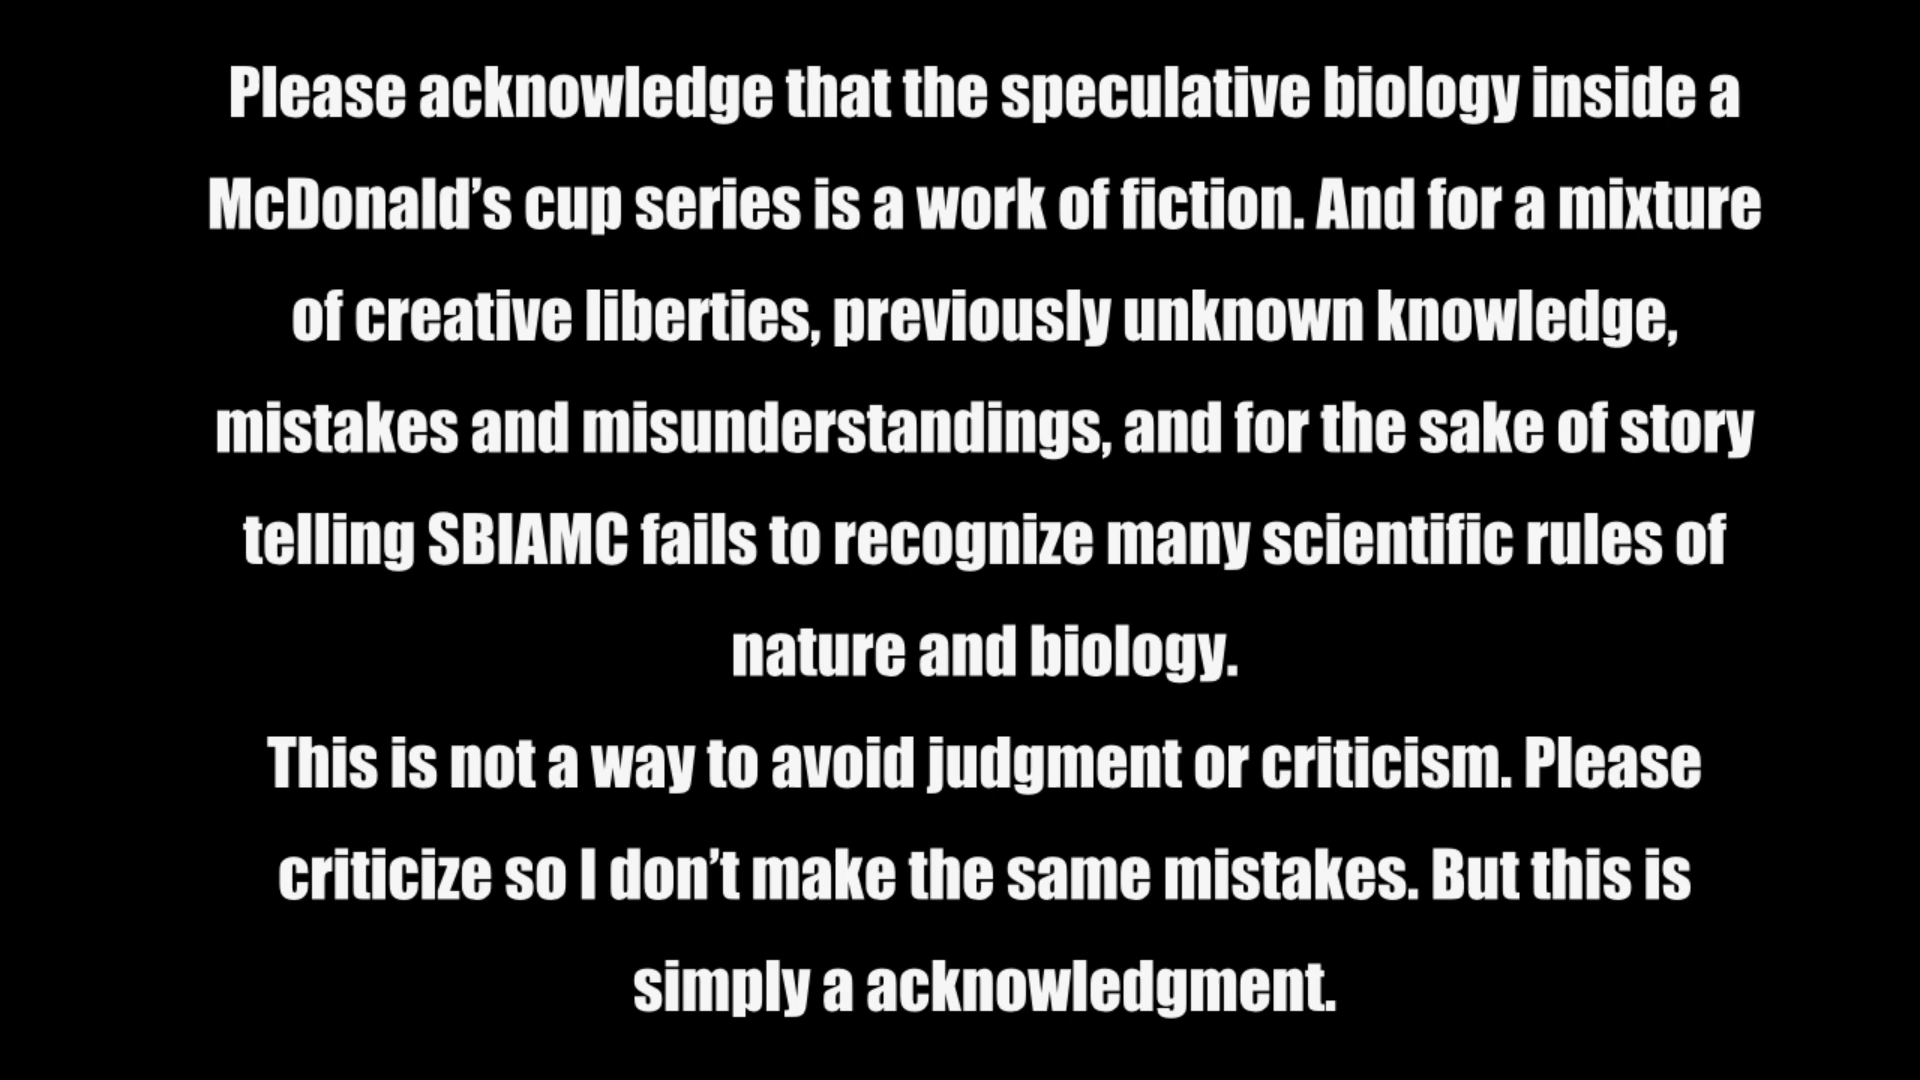 Please acknowledge that the speculative biology inside a
McDonald’s cup series is a work of fiction. And for a mixture
of creative liberties, previously unknown knowledge,
mistakes and misunderstandings, and for the sake of story
telling SBIAMC fails to recognize many scientific rules of
nature and biology.
This is not a way to avoid judgment or criticism. Please
criticize so I don’t make the same mistakes. But this is
simply a acknowledgment.